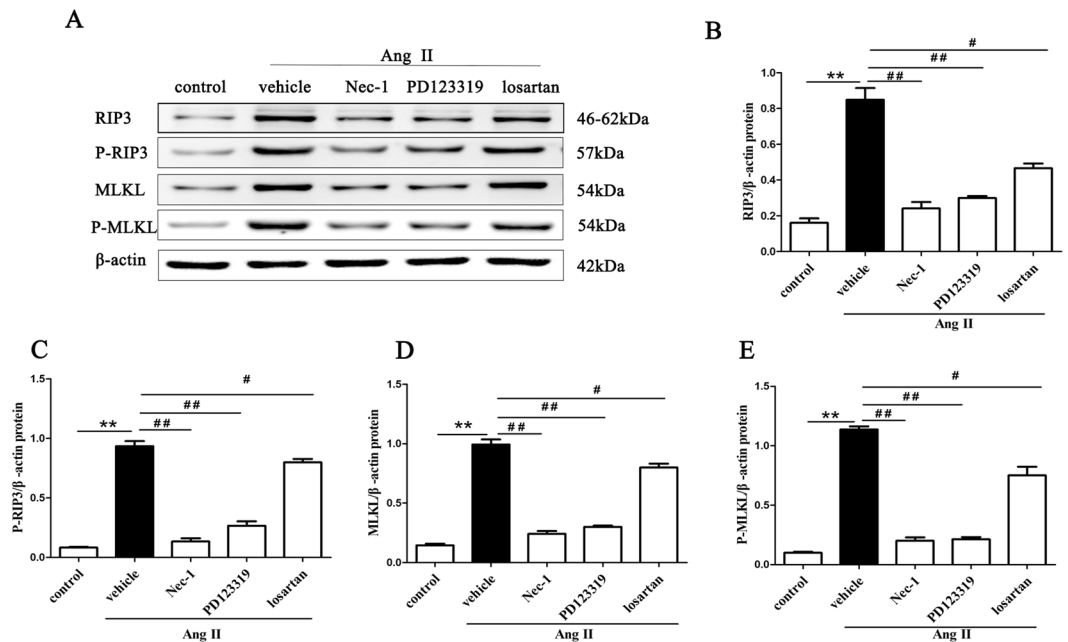 A
Ang II
control vehicle Nec-1 PD123319 losartan
RIP3 46-62kDa
P-RIP3 57kDa
MLKL 54kDa
P-MLKL 54kDa
β-actin 42kDa
B
RIP3/β -actin protein
1.0
0.8
0.6
0.4
0.2
0.0
#
##
** ##
control vehicle Nec-1 PD123319 losartan
Ang II
C
P-RIP3/β -actin protein
1.5
1.0
0.5
0.0
#
##
** ##
control vehicle Nec-1 PD123319 losartan
Ang II
D
MLKL/β -actin protein
1.5
1.0
0.5
0.0
#
##
** ##
control vehicle Nec-1 PD123319 losartan
Ang II
E
P-MLKL/β -actin protein
1.5
1.0
0.5
0.0
#
##
** ##
control vehicle Nec-1 PD123319 losartan
Ang II